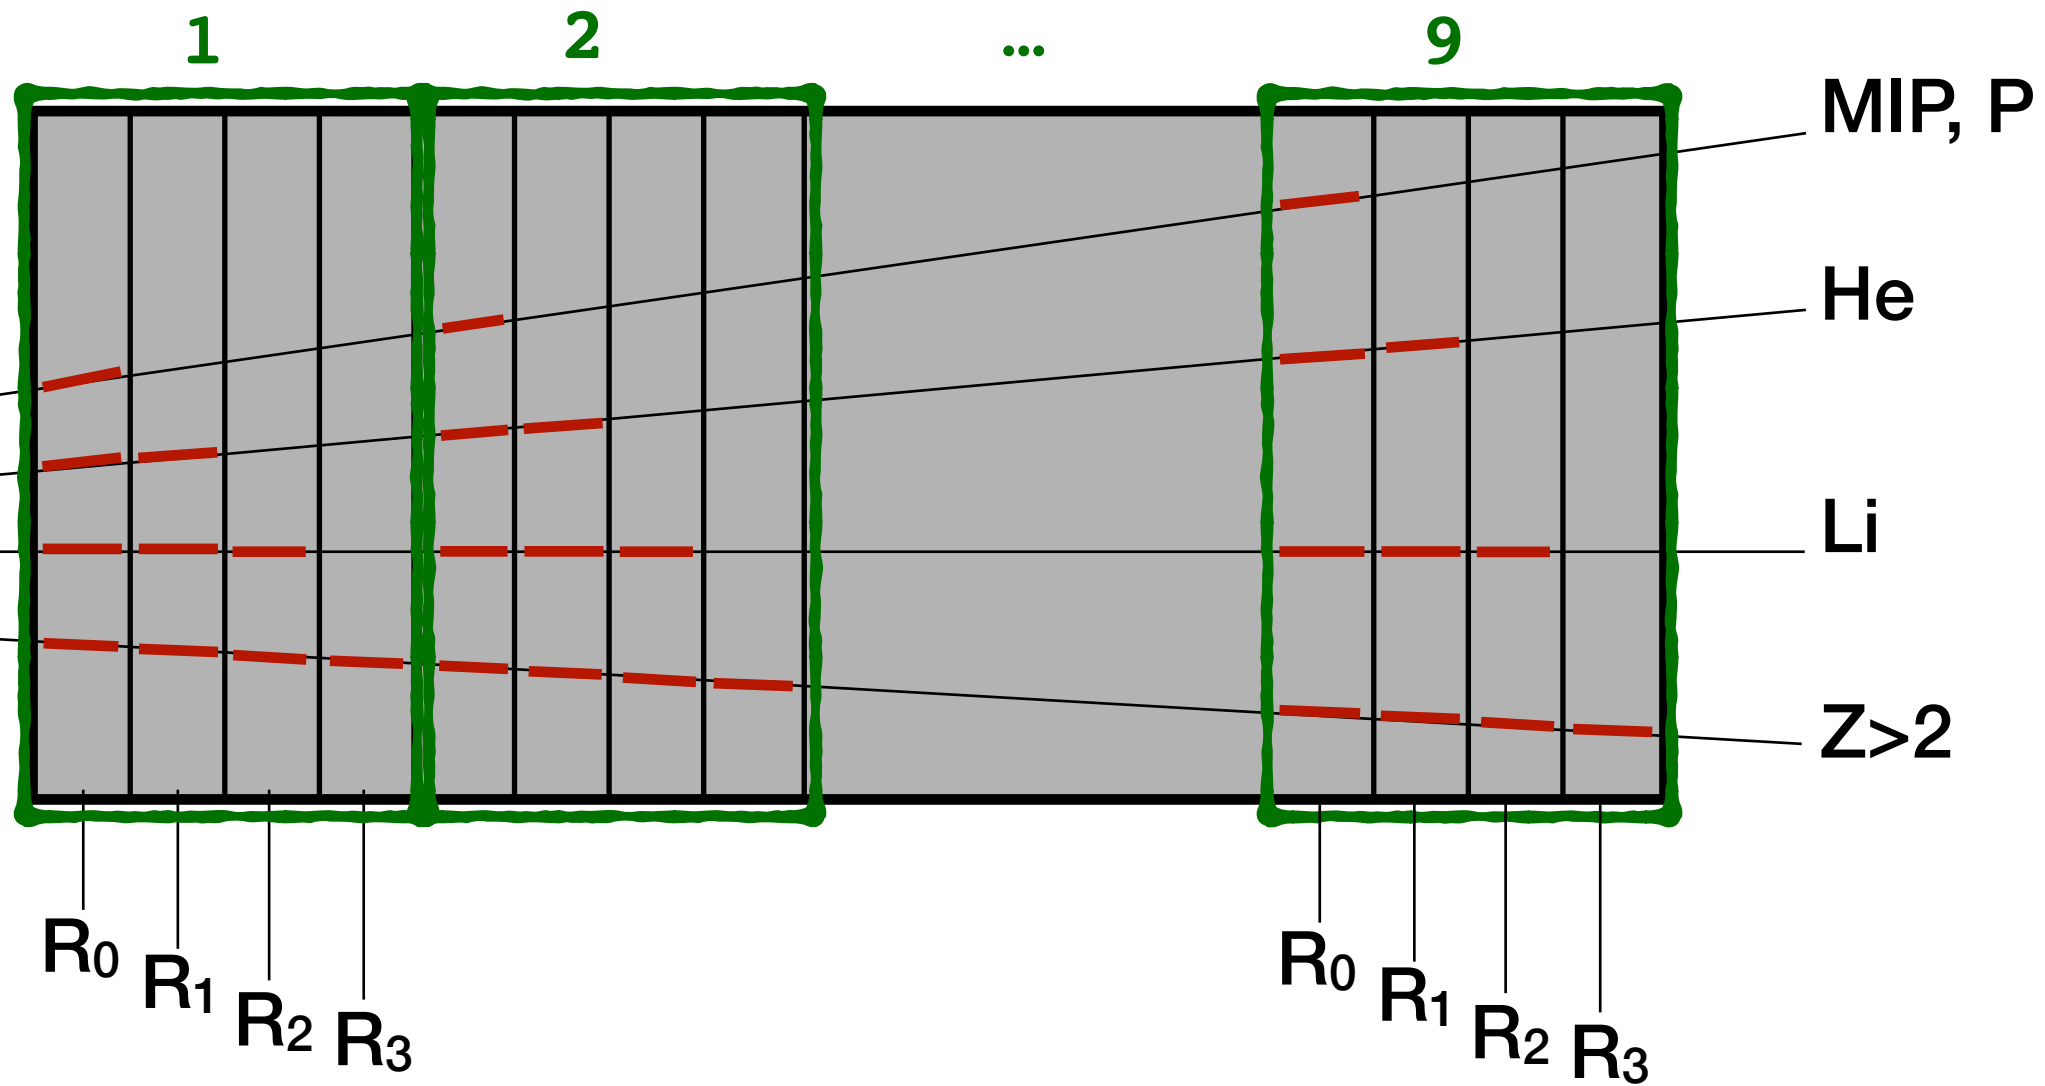 1
2
...
9
MIP, P
He
Li
Z>2
R₀
R₁
R₂
R₃
R₀
R₁
R₂
R₃